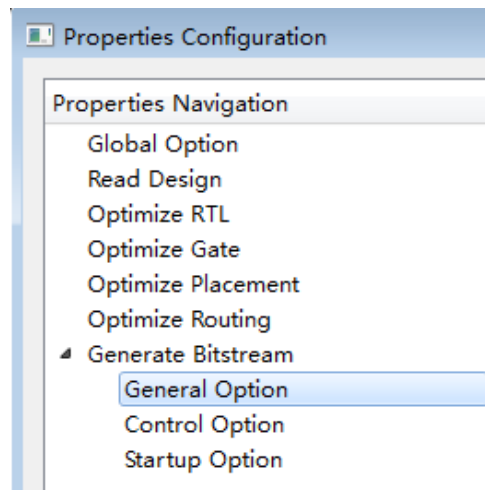 Properties Configuration
Properties Navigation
Global Option
Read Design
Optimize RTL
Optimize Gate
Optimize Placement
Optimize Routing
Generate Bitstream
General Option
Control Option
Startup Option